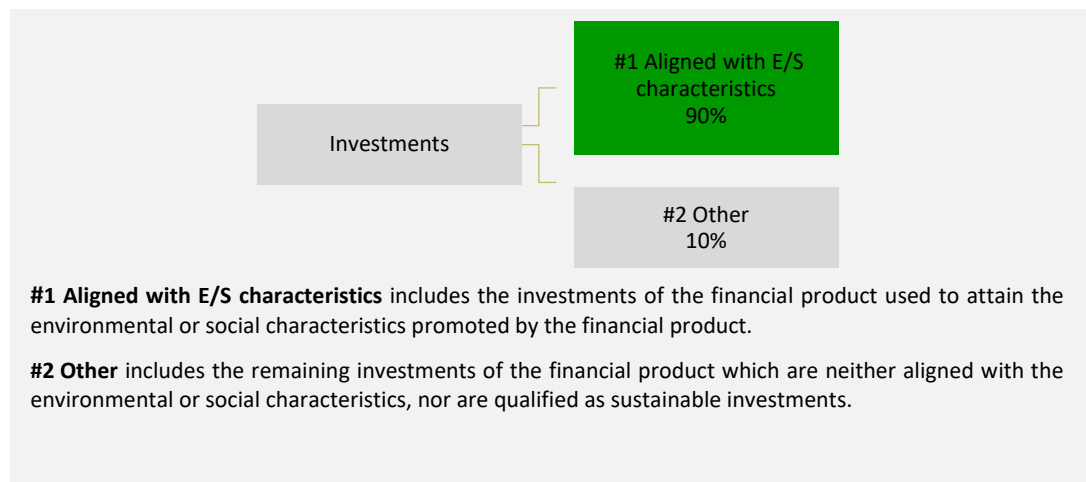 #1 Aligned with E/S
characteristics
90%
Investments
#2 Other
10%
#1 Aligned with E/S characteristics includes the investments of the financial product used to attain the
environmental or social characteristics promoted by the financial product.
#2 Other includes the remaining investments of the financial product which are neither aligned with the
environmental or social characteristics, nor are qualified as sustainable investments.